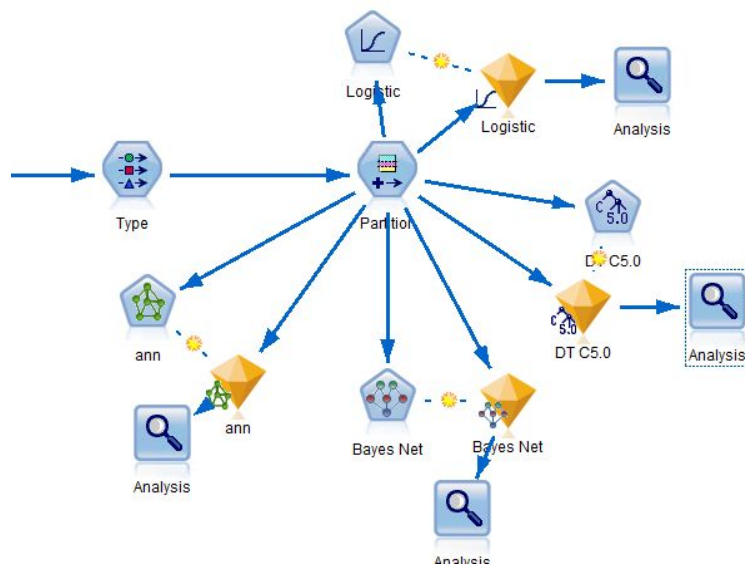 Logistic
Logistic
Analysis
Type
Partition
C
5.0
DT C5.0
C
5.0
DT C5.0
Analysis
ann
ann
Analysis
Bayes Net
Bayes Net
Analysis